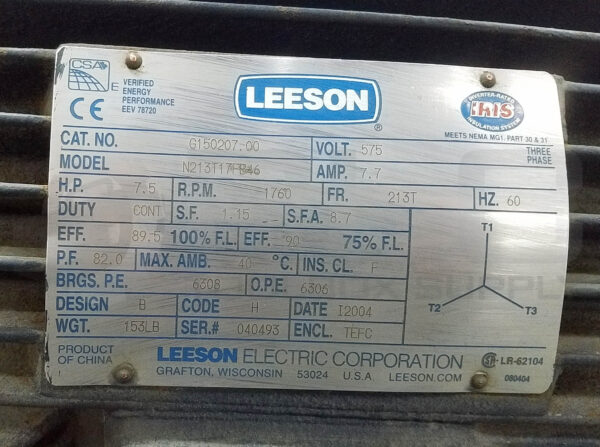 CSA
E VERIFIED
ENERGY
PERFORMANCE
EEV 78720
CE
LEESON
®
INVERTER-RATED
IRIS
INSULATION SYSTEM
MEETS NEMA MG1, PART 30 & 31
CAT. NO. G150207.00 VOLT. 575 THREE PHASE
MODEL AMP. 7.7
H.P. 7.5 R.P.M. 1760 FR. 213T HZ. 60
DUTY CONT S.F. 1.15 S.F.A. 8.7
EFF. 89.5 100% F.L. EFF. 90 75% F.L.
P.F. 82.0 MAX. AMB. 40 °C. INS. CL. F
BRGS. P.E. 6308 O.P.E. 6306
DESIGN B CODE H DATE I2004
WGT. 153LB SER.# 040493 ENCL. TEFC
T1
T2 T3
PRODUCT
OF CHINA
LEESON ELECTRIC CORPORATION
GRAFTON, WISCONSIN 53024 U.S.A. LEESON.COM
LR-62104
080404